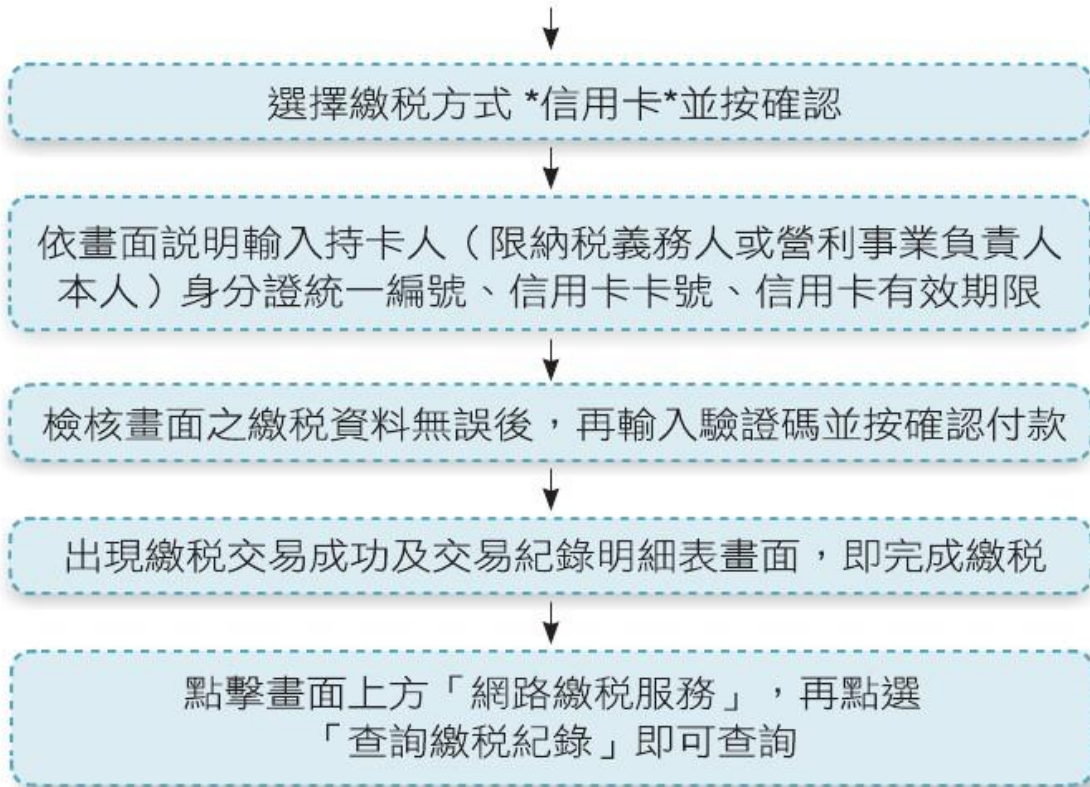 選擇繳稅方式 *信用卡*並按確認
依畫面說明輸入持卡人（限納稅義務人或營利事業負責人
本人）身分證統一編號、信用卡卡號、信用卡有效期限
檢核畫面之繳稅資料無誤後，再輸入驗證碼並按確認付款
出現繳稅交易成功及交易紀錄明細表畫面，即完成繳稅
點擊畫面上方「網路繳稅服務」，再點選
「查詢繳稅紀錄」即可查詢